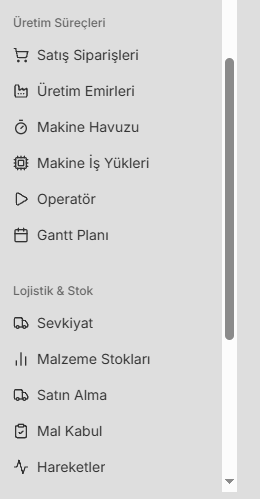 Üretim Süreçleri
Satış Siparişleri
Üretim Emirleri
Makine Havuzu
Makine İş Yükleri
Operatör
Gantt Planı
Lojistik & Stok
Sevkiyat
Malzeme Stokları
Satın Alma
Mal Kabul
Hareketler